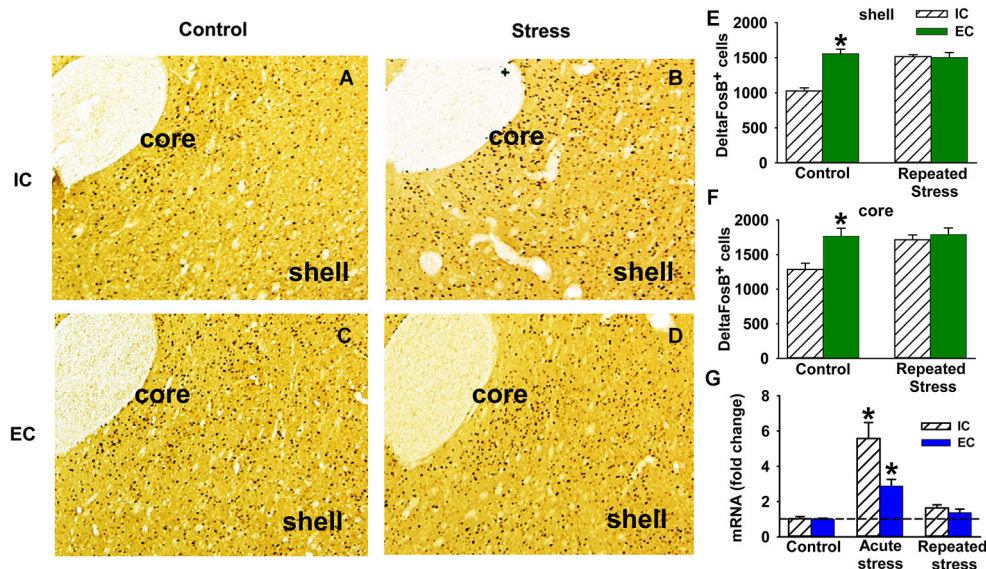 Control
Stress
IC
EC
A
core
shell
B
core
shell
C
core
shell
D
core
shell
E
shell
IC
EC
DeltaFosB+ cells
2000
1500
1000
500
0
*
Control
Repeated
Stress
F
core
DeltaFosB+ cells
2000
1500
1000
500
0
*
Control
Repeated
Stress
G
IC
EC
mRNA (fold change)
8
6
4
2
0
*
*
Control
Acute
stress
Repeated
stress